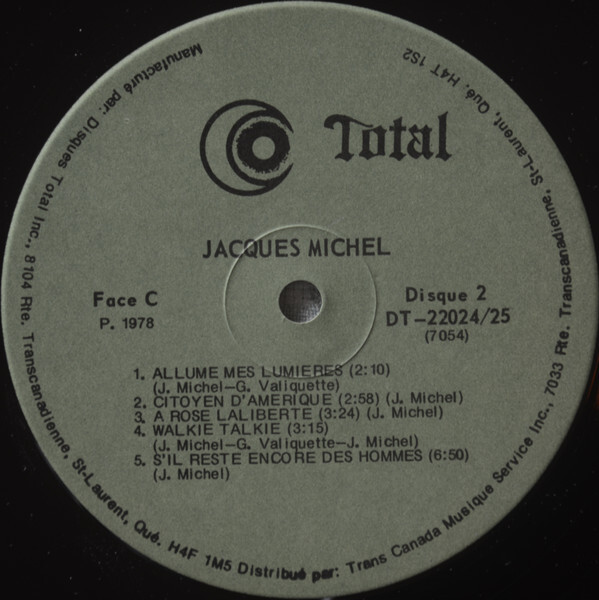 Total
JACQUES MICHEL
Face C
P. 1978
Disque 2
DT-22024/25
(7054)
1. ALLUME MES LUMIERES (2:10)
(J. Michel-G. Valiquette)
2. CITOYEN D'AMERIQUE (2:58) (J. Michel)
3. A ROSE LALIBERTE (3:24) (J. Michel)
4. WALKIE TALKIE (3:15)
(J. Michel-G. Valiquette-J. Michel)
5. S'IL RESTE ENCORE DES HOMMES (6:50)
(J. Michel)
Manufacturé par: Disques Total Inc., 8104 Rte. Transcanadienne, St-Laurent, Qué. H4F 1M5 Distribué par: Trans Canada Musique Service Inc., 7033 Rte. Transcanadienne, St-Laurent, Qué. H4T 1S2